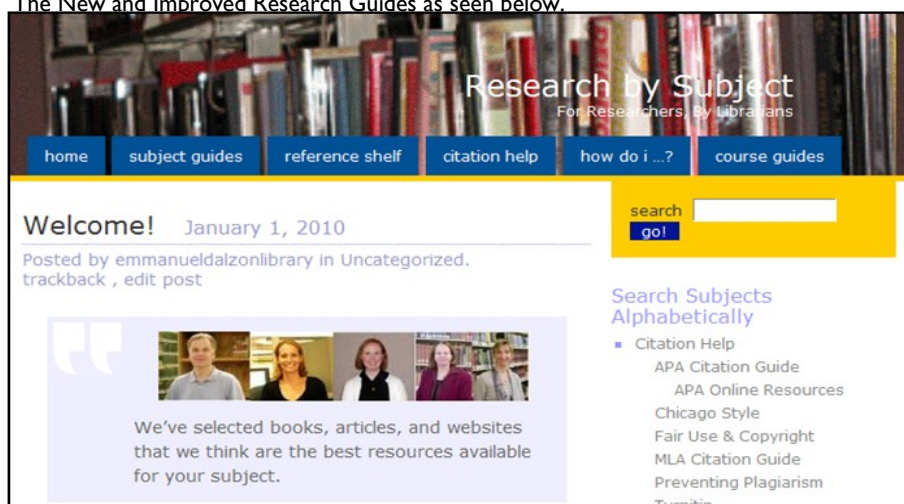 The New and Improved Research Guides as seen below.
Research by Subject
For Researchers, By Librarians
home subject guides reference shelf citation help how do i ...? course guides
Welcome! January 1, 2010
Posted by emmanueldalzonlibrary in Uncategorized.
trackback , edit post
We've selected books, articles, and websites
that we think are the best resources available
for your subject.
search
go!
Search Subjects
Alphabetically
Citation Help
APA Citation Guide
APA Online Resources
Chicago Style
Fair Use & Copyright
MLA Citation Guide
Preventing Plagiarism
Turnitin